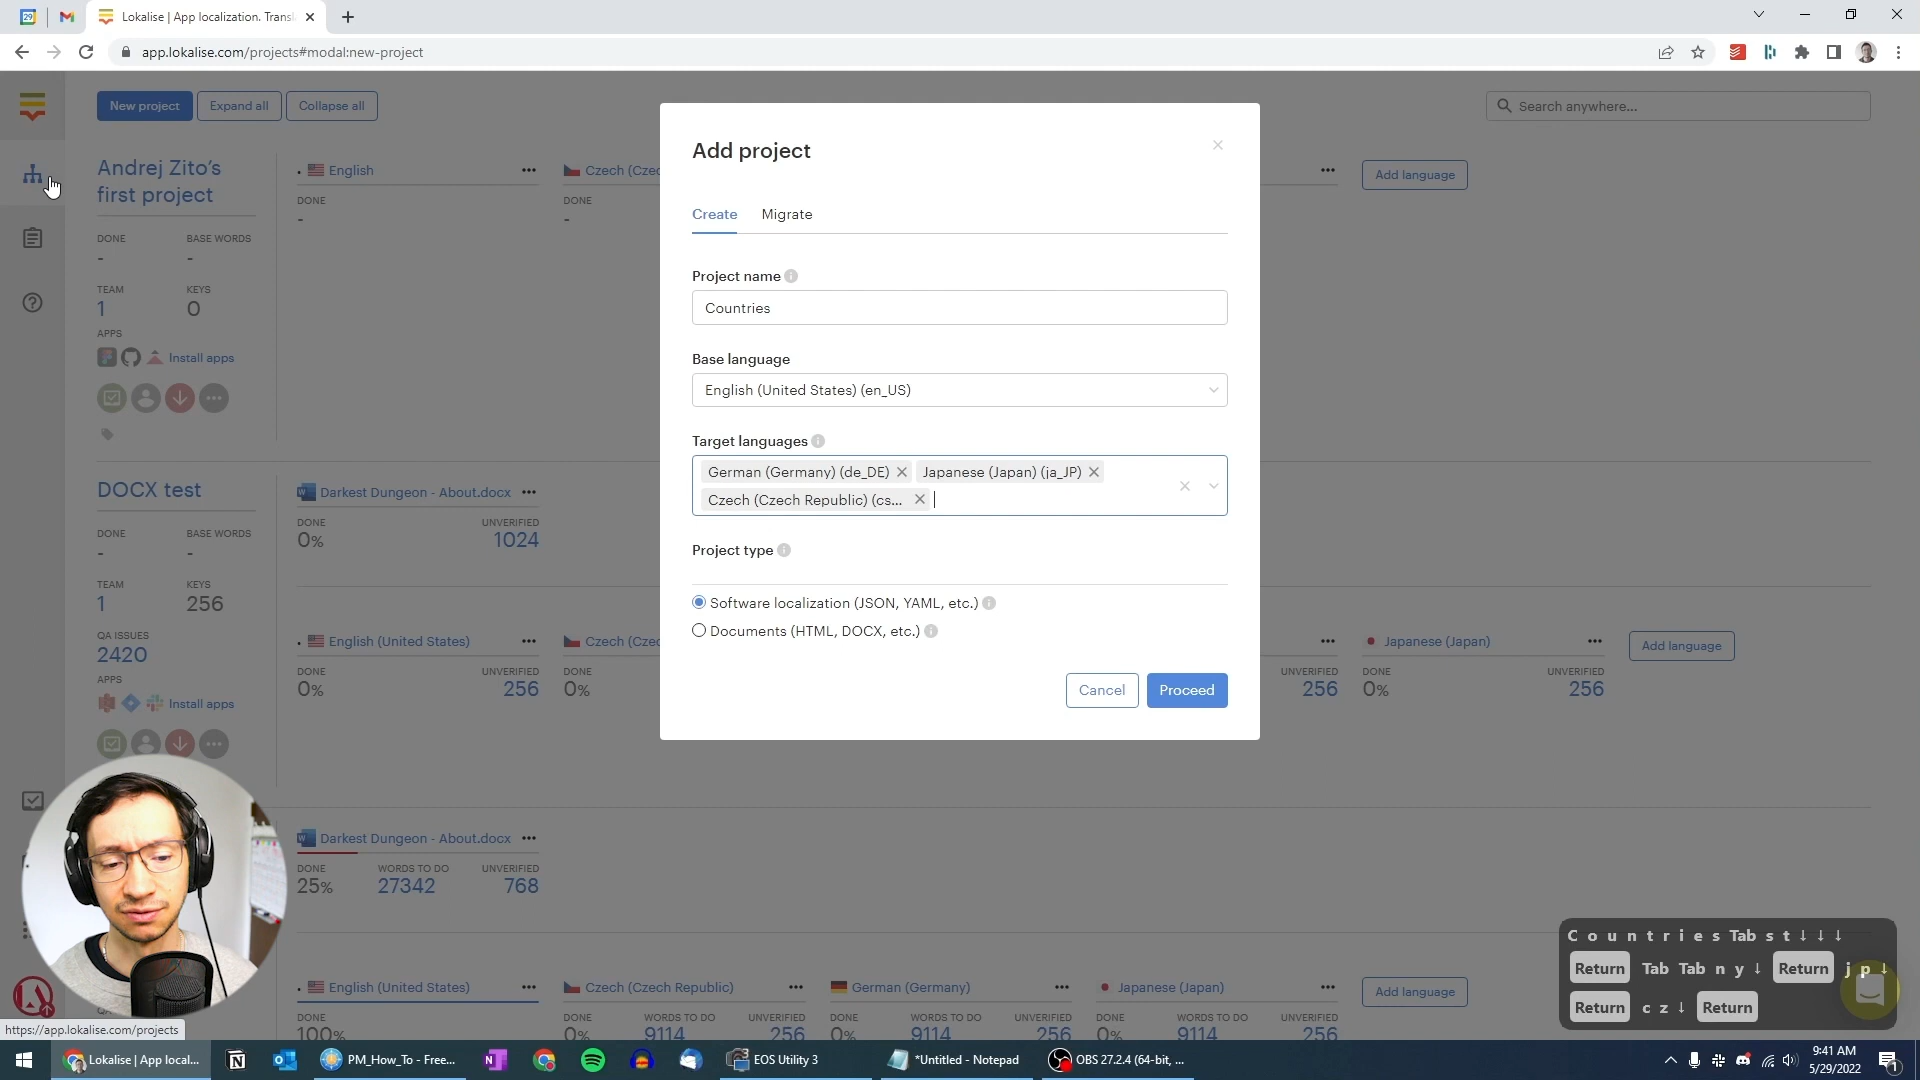 29
Lokalise | App localization. Transl
app.lokalise.com/projects#modal:new-project
New project
Expand all
Collapse all
Search anywhere...
Andrej Zito's
first project
English
DONE
-
DONE
-
Add language
DONE
-
BASE WORDS
-
TEAM
1
KEYS
0
APPS
Install apps
DOCX test
Darkest Dungeon - About.docx
DONE
0%
UNVERIFIED
1024
DONE
-
BASE WORDS
-
TEAM
1
KEYS
256
QA ISSUES
2420
APPS
Install apps
English (United States)
DONE
0%
UNVERIFIED
256
DONE
0%
UNVERIFIED
256
Japanese (Japan)
DONE
0%
UNVERIFIED
256
Add language
Darkest Dungeon - About.docx
DONE
25%
WORDS TO DO
27342
UNVERIFIED
768
English (United States)
DONE
100%
Czech (Czech Republic)
DONE
0%
WORDS TO DO
9114
UNVERIFIED
256
German (Germany)
DONE
0%
WORDS TO DO
9114
UNVERIFIED
256
Japanese (Japan)
DONE
0%
WORDS TO DO
9114
UNVERIFIED
256
Add language
Add project
Create
Migrate
Project name
Countries
Base language
English (United States) (en_US)
Target languages
German (Germany) (de_DE)
Japanese (Japan) (ja_JP)
Czech (Czech Republic) (cs...
Project type
Software localization (JSON, YAML, etc.)
Documents (HTML, DOCX, etc.)
Cancel
Proceed
C o u n t r i e s Tab s t ↓ ↓ ↓
Return Tab Tab n y ↓ Return j p ↓
Return c z ↓ Return
https://app.lokalise.com/projects
Lokalise | App local...
PM_How_To - Free...
EOS Utility 3
*Untitled - Notepad
OBS 27.2.4 (64-bit, ...
9:41 AM
5/29/2022
1